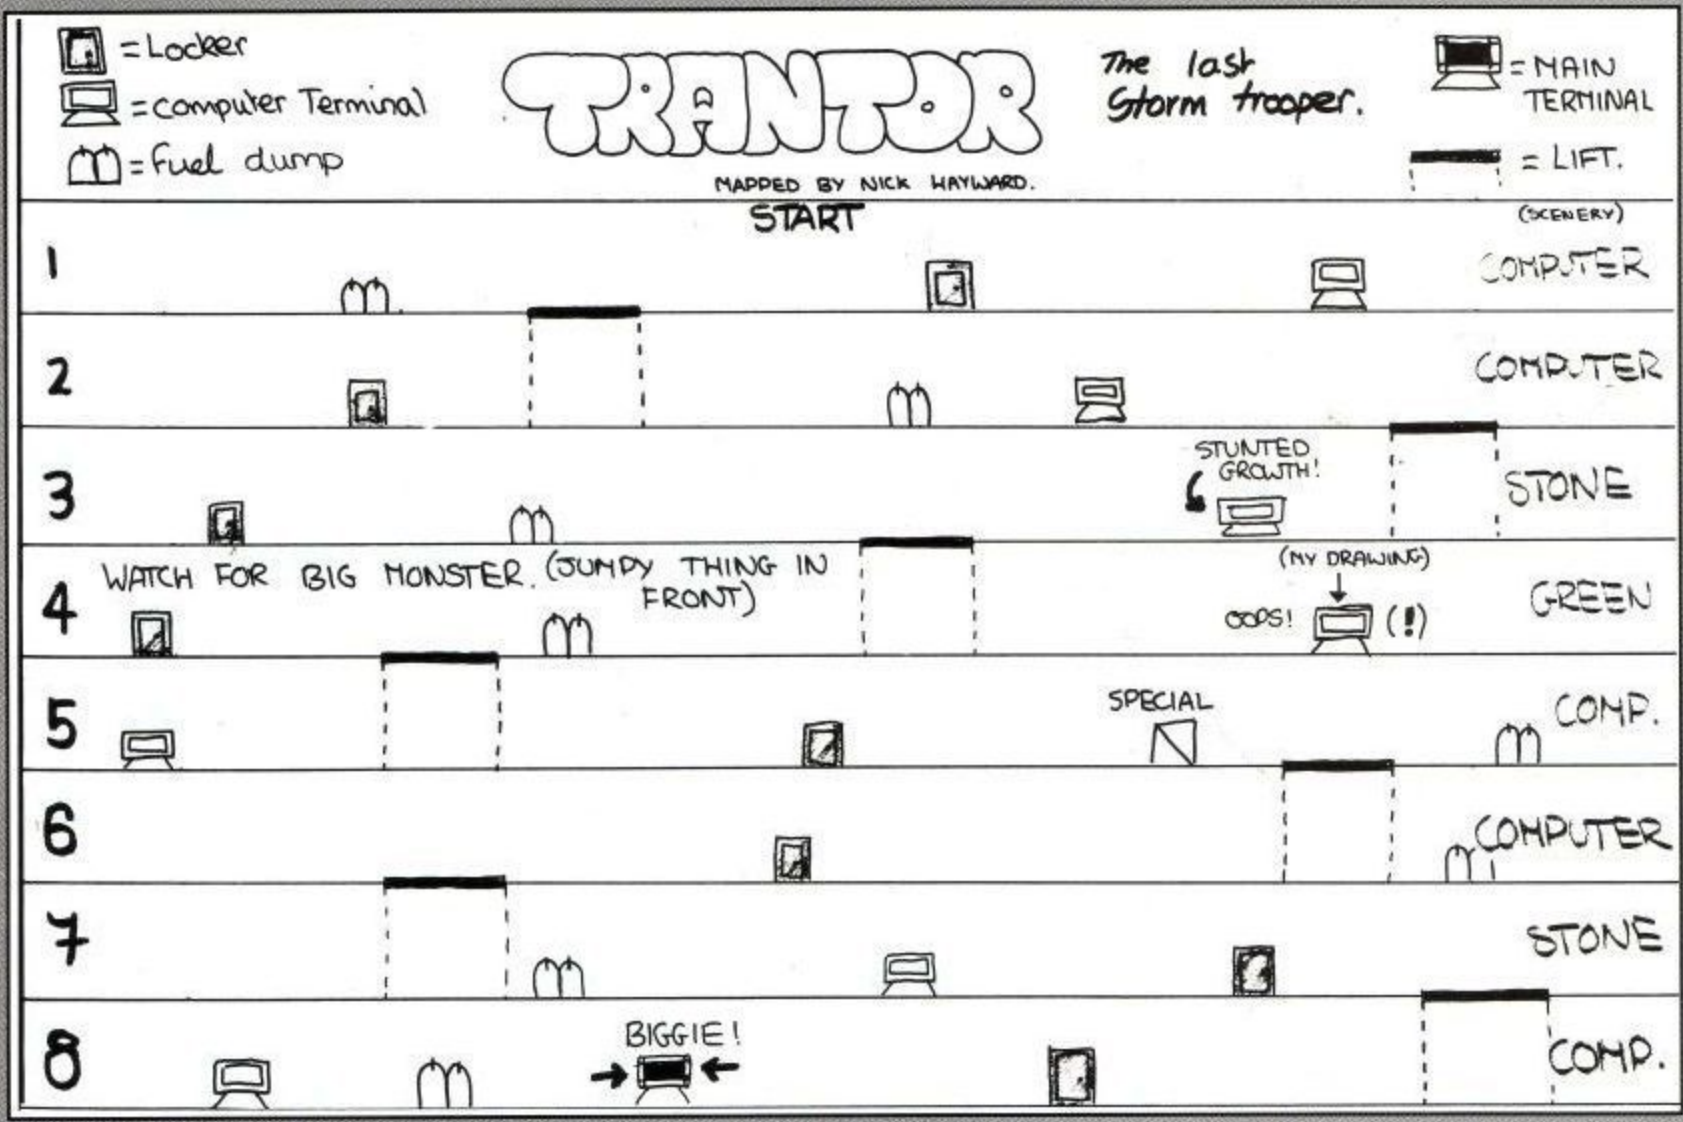 = Locker
= computer Terminal
= fuel dump
TRANTOR
MAPPED BY NICK HAYWARD.
The last
Storm trooper.
= MAIN
TERMINAL
= LIFT.
START
(SCENERY)
1
COMPUTER
2
COMPUTER
3
STUNTED
GROWTH!
STONE
WATCH FOR BIG MONSTER. (JUMPY THING IN
FRONT)
4
(MY DRAWING)
OOPS!
(!)
GREEN
5
SPECIAL
COMP.
6
COMPUTER
7
STONE
8
BIGGIE!
COMP.